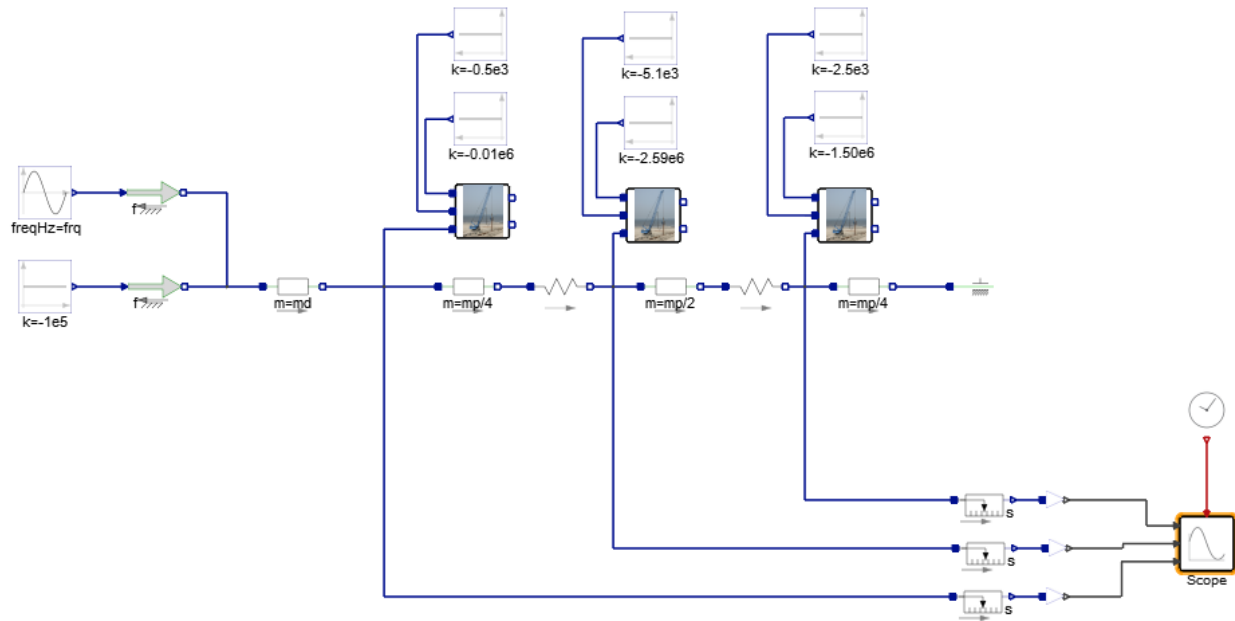 k=-0.5e3
k=-5.1e3
k=-2.5e3
k=-0.01e6
k=-2.59e6
k=-1.50e6
f
freqHz=frq
f
k=-1e5
m=md
m=mp/4
m=mp/2
m=mp/4
s
s
s
Scope